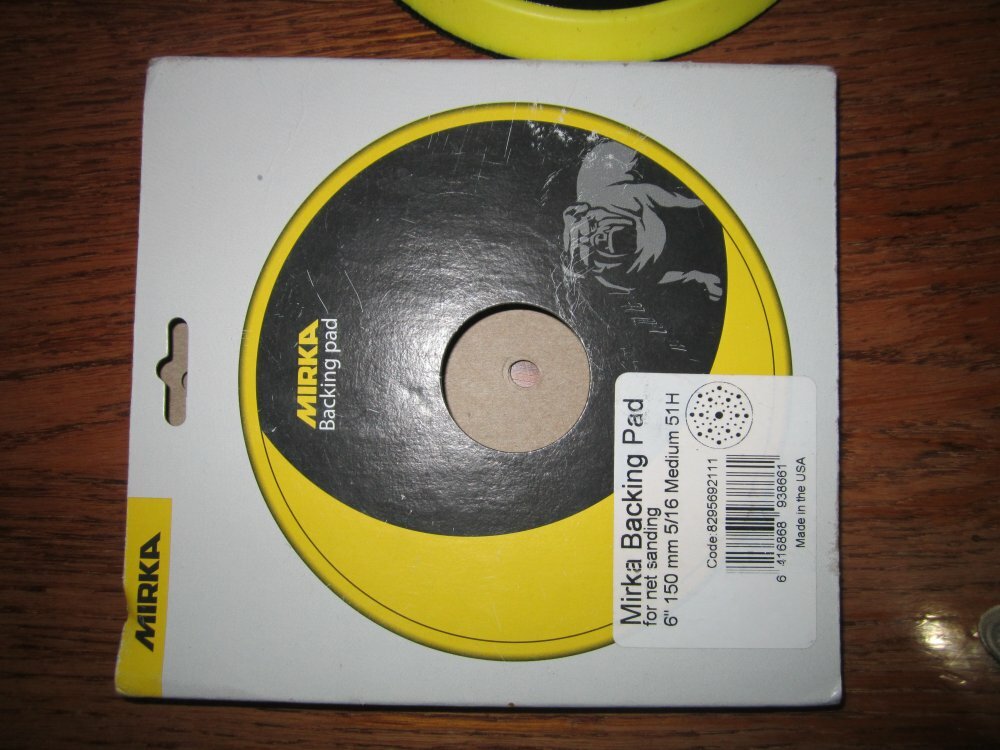 MIRKA
MIRKA
Backing pad
Mirka Backing Pad
for net sanding
6" 150 mm 5/16 Medium 51H
Code:8295692111
6 416868 938661
Made in the USA